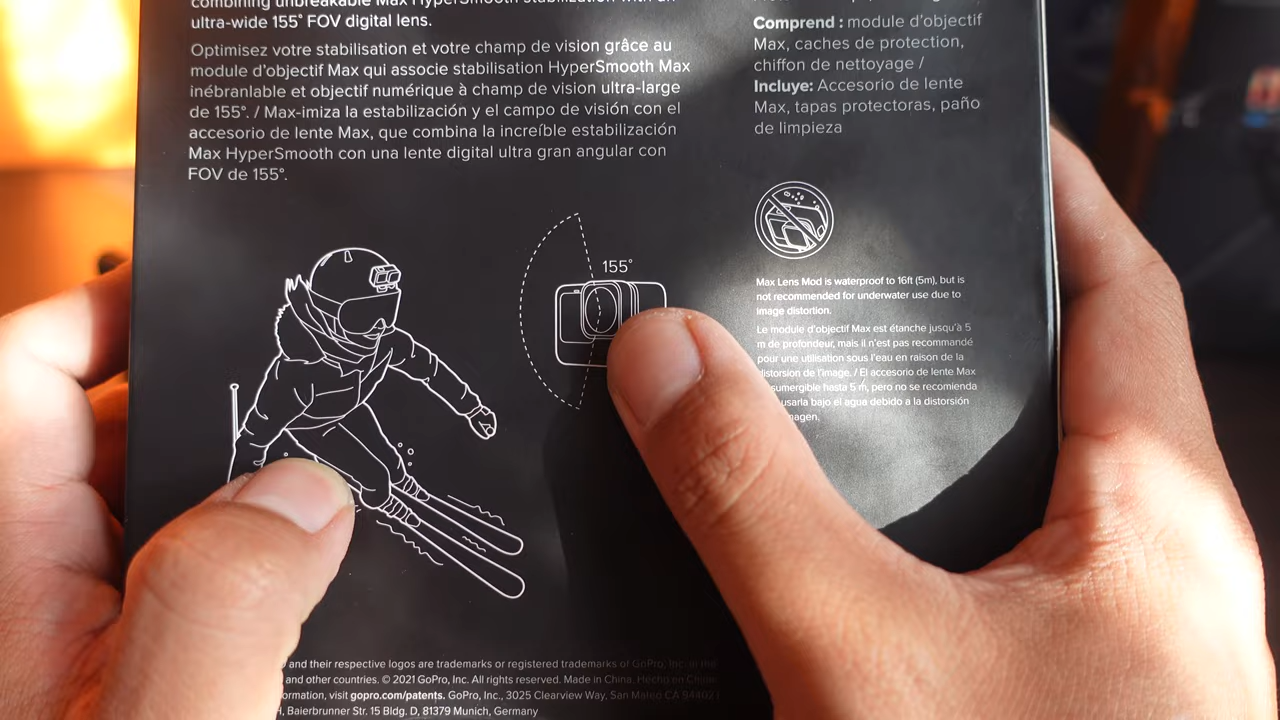 combining unbreakable Max HyperSmooth stabilization with an
ultra-wide 155° FOV digital lens.
Optimisez votre stabilisation et votre champ de vision grâce au
module d'objectif Max qui associe stabilisation HyperSmooth Max
inébranlable et objectif numérique à champ de vision ultra-large
de 155°. / Max-imiza la estabilización y el campo de visión con el
accesorio de lente Max, que combina la increíble estabilización
Max HyperSmooth con una lente digital ultra gran angular con
FOV de 155°.
Comprend : module d'objectif
Max, caches de protection,
chiffon de nettoyage /
Incluye: Accesorio de lente
Max, tapas protectoras, paño
de limpieza
155°
Max Lens Mod is waterproof to 16ft (5m), but is
not recommended for underwater use due to
image distortion.
Le module d'objectif Max est étanche jusqu'à 5
m de profondeur, mais il n'est pas recommandé
pour une utilisation sous l'eau en raison de la
distorsion de l'image. / El accesorio de lente Max
sumergible hasta 5 m, pero no se recomienda
usarla bajo el agua debido a la distorsión
magen.
and their respective logos are trademarks or registered trademarks of GoPro, Inc. in the
and other countries. © 2021 GoPro, Inc. All rights reserved. Made in China. Hecho en China.
ormation, visit gopro.com/patents. GoPro, Inc., 3025 Clearview Way, San Mateo CA 94402 /
H, Baierbrunner Str. 15 Bldg. D, 81379 Munich, Germany